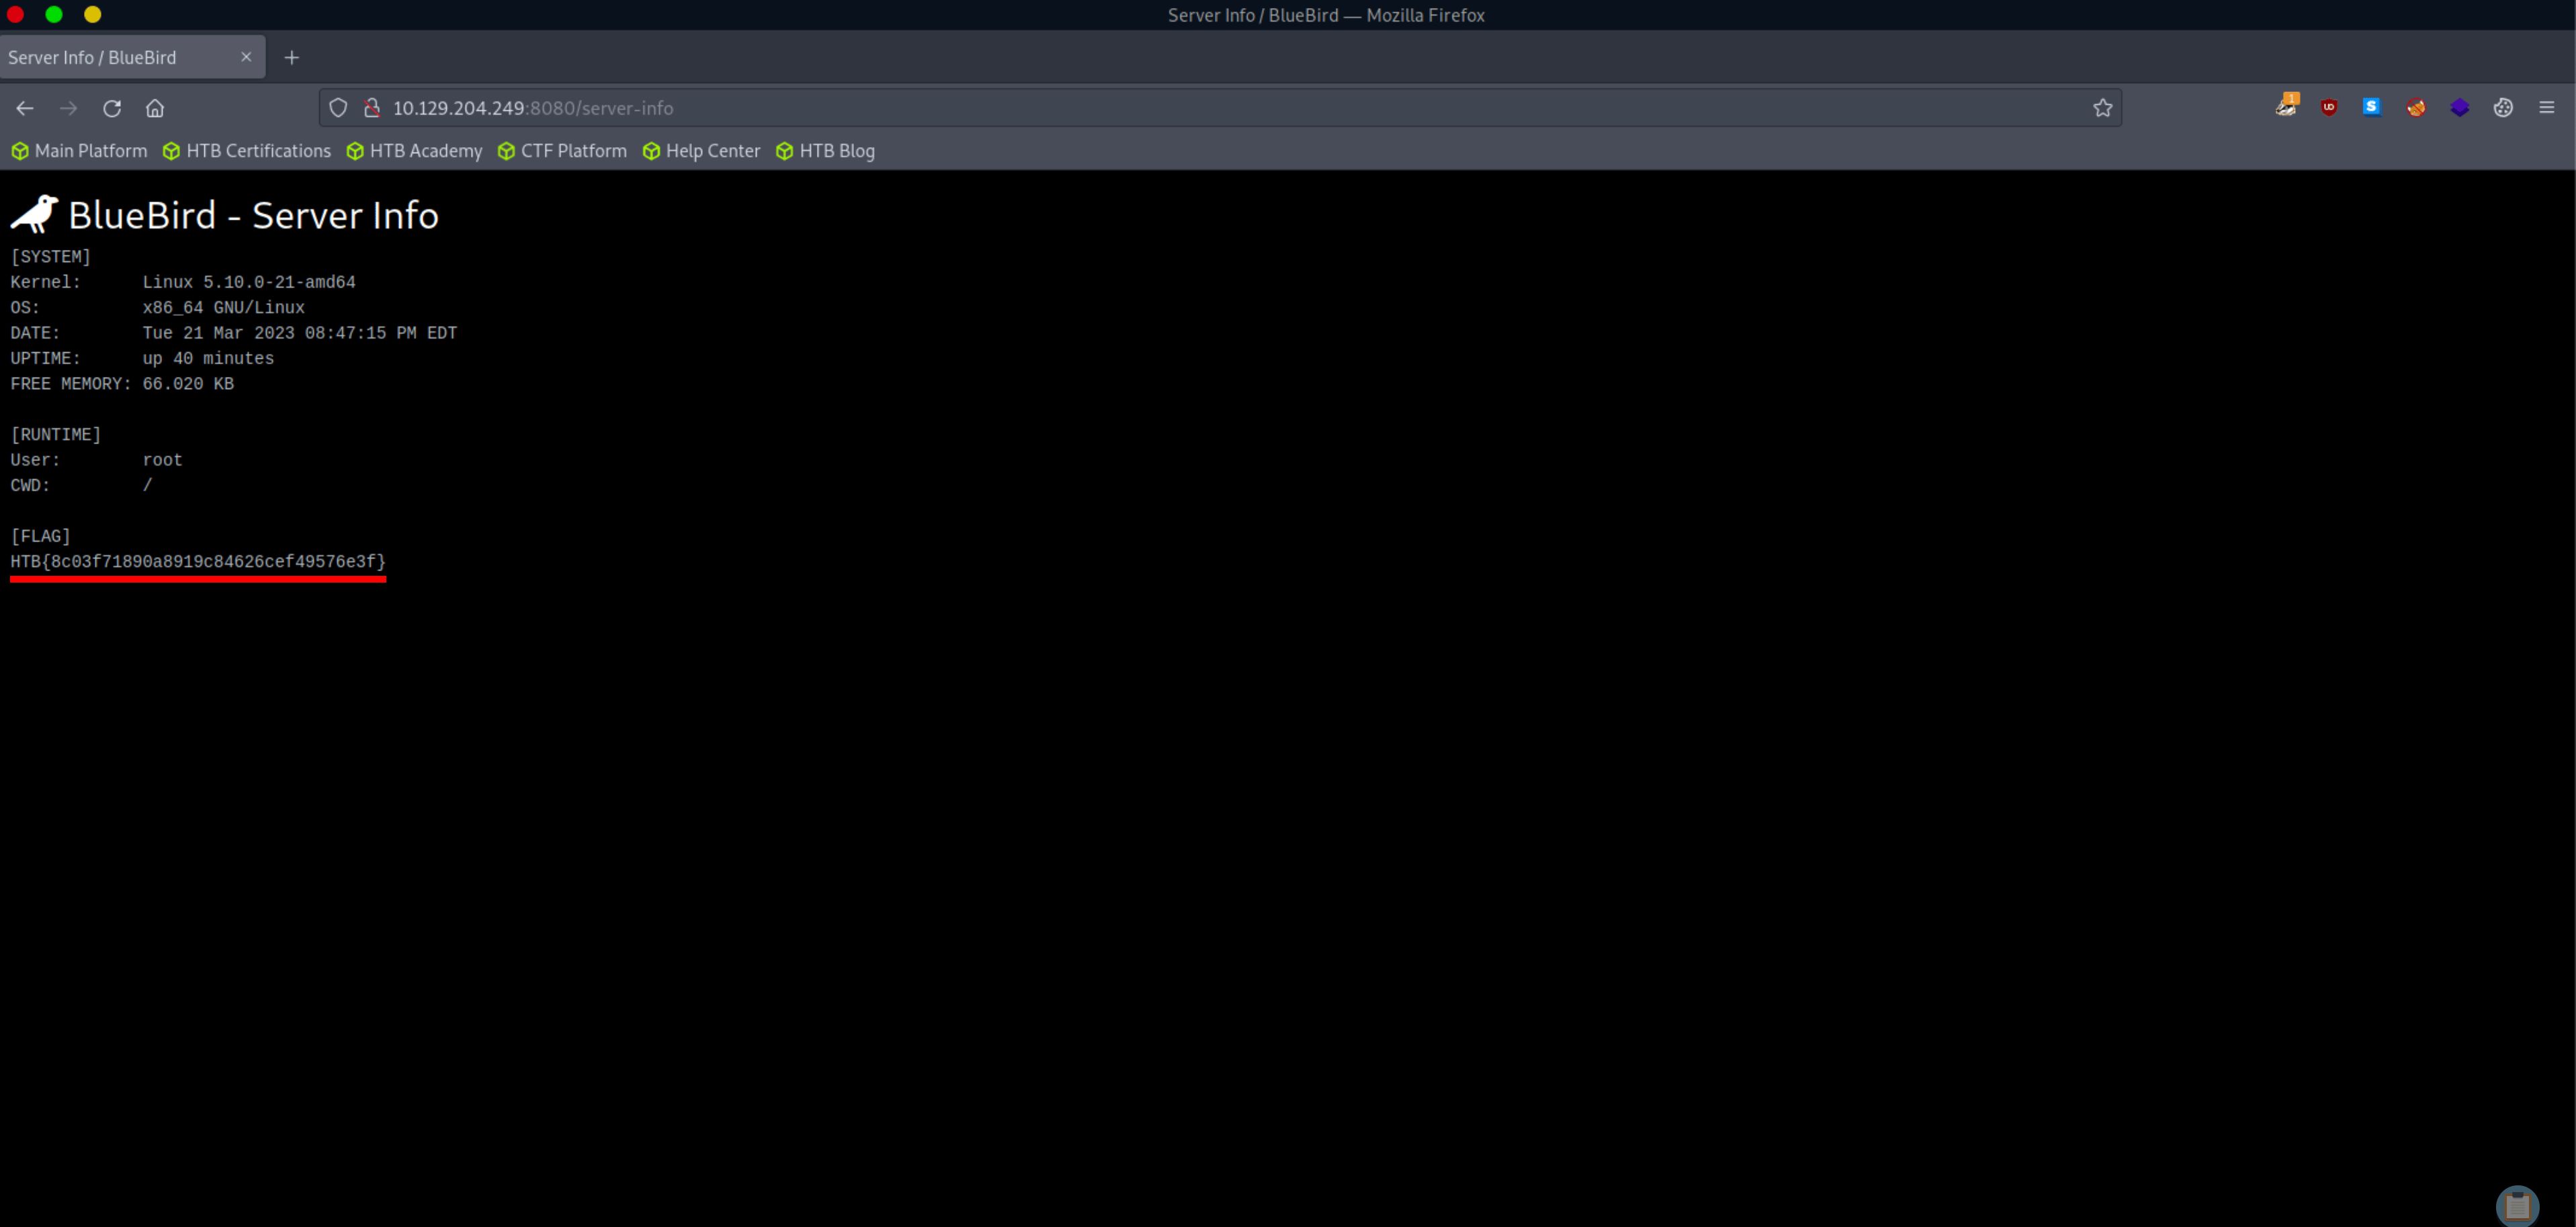 Server Info / BlueBird — Mozilla Firefox
Server Info / BlueBird
10.129.204.249:8080/server-info
1
UD
S
Main Platform HTB Certifications HTB Academy CTF Platform Help Center HTB Blog
BlueBird - Server Info
[SYSTEM]
Kernel: Linux 5.10.0-21-amd64
OS: x86_64 GNU/Linux
DATE: Tue 21 Mar 2023 08:47:15 PM EDT
UPTIME: up 40 minutes
FREE MEMORY: 66.020 KB
[RUNTIME]
User: root
CWD: /
[FLAG]
HTB{8c03f71890a8919c84626cef49576e3f}